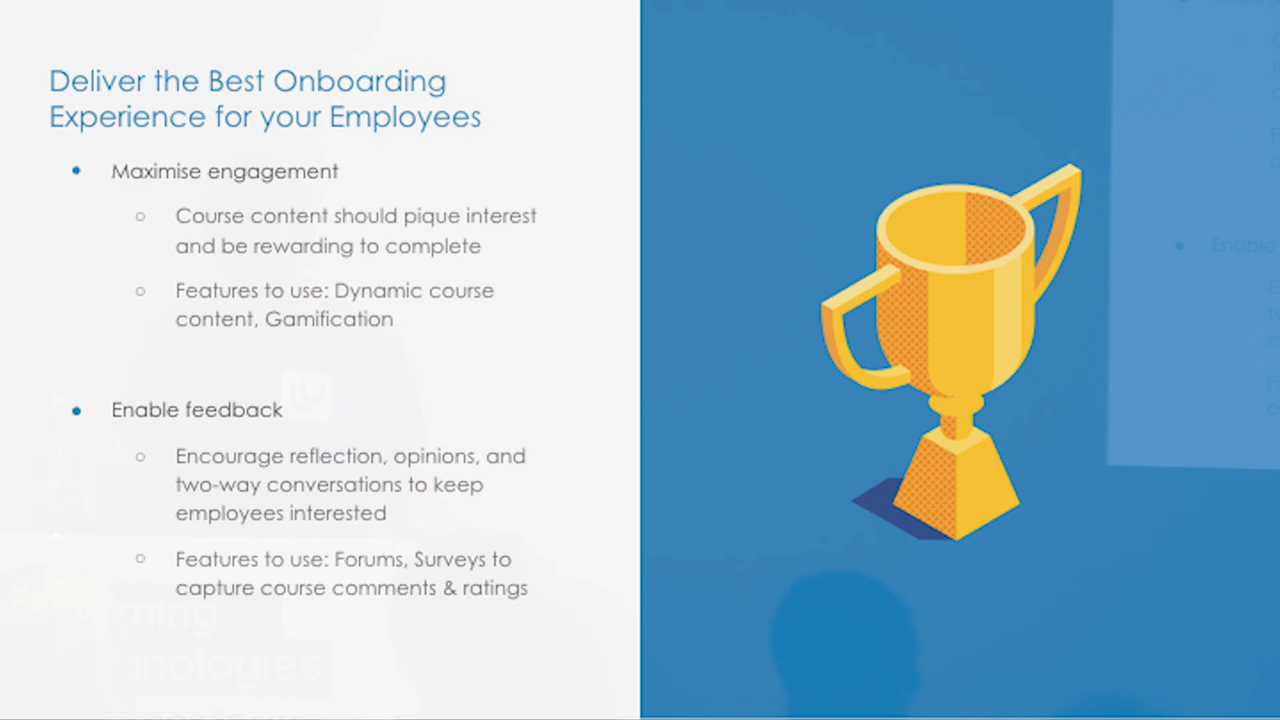 Deliver the Best Onboarding
Experience for your Employees
• Maximise engagement
○ Course content should pique interest
and be rewarding to complete
○ Features to use: Dynamic course
content, Gamification
• Enable feedback
○ Encourage reflection, opinions, and
two-way conversations to keep
employees interested
○ Features to use: Forums, Surveys to
capture course comments & ratings
Enable